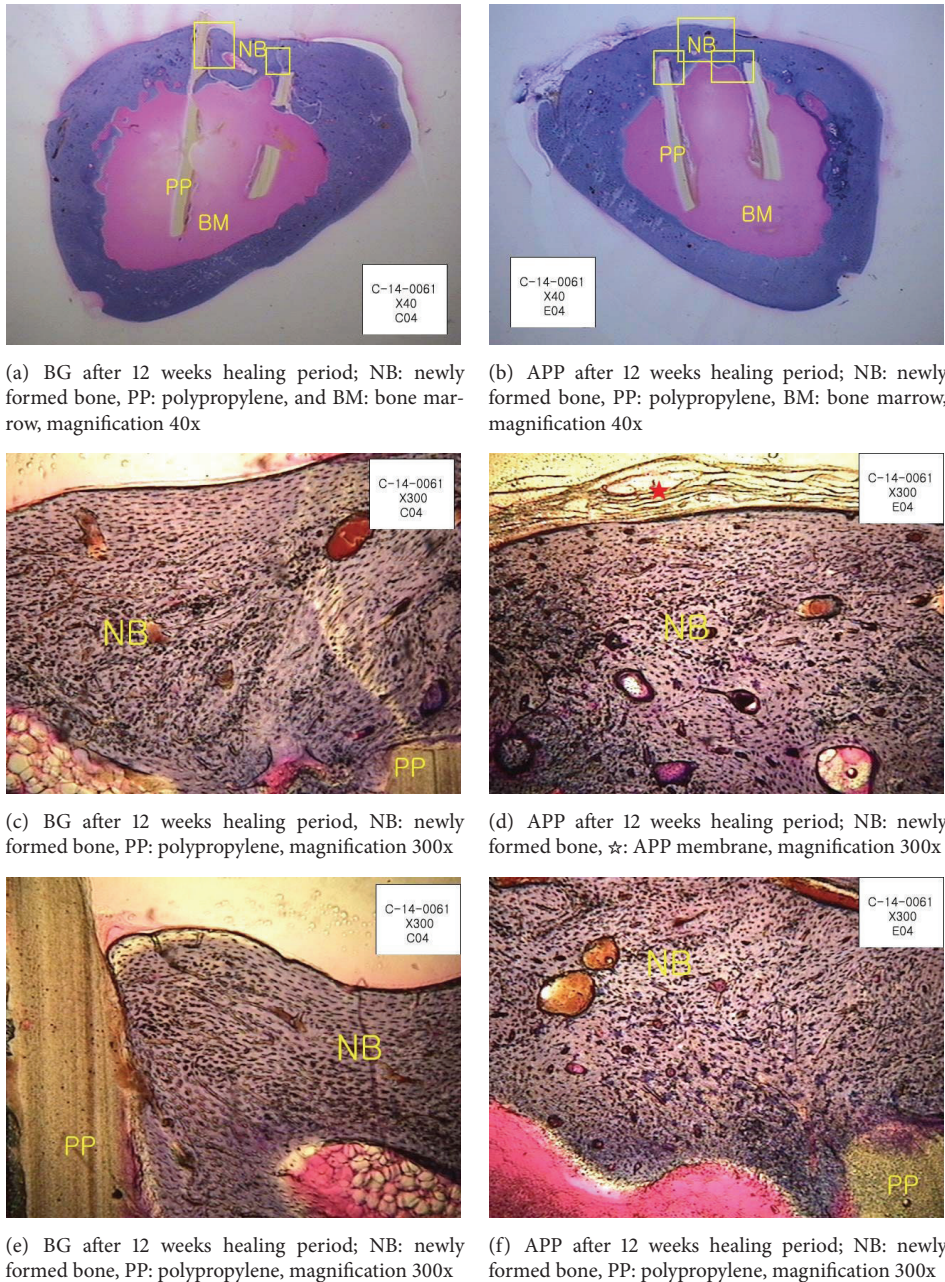 NB
PP
BM
C-14-0061
X40
C04
NB
PP
BM
C-14-0061
X40
E04
(a) BG after 12 weeks healing period; NB: newly
formed bone, PP: polypropylene, and BM: bone mar-
row, magnification 40x
(b) APP after 12 weeks healing period; NB: newly
formed bone, PP: polypropylene, BM: bone marrow,
magnification 40x
C-14-0061
X300
C04
NB
PP
C-14-0061
X300
E04
NB
(c) BG after 12 weeks healing period, NB: newly
formed bone, PP: polypropylene, magnification 300x
(d) APP after 12 weeks healing period; NB: newly
formed bone, ☆: APP membrane, magnification 300x
C-14-0061
X300
C04
NB
PP
C-14-0061
X300
E04
NB
PP
(e) BG after 12 weeks healing period; NB: newly
formed bone, PP: polypropylene, magnification 300x
(f) APP after 12 weeks healing period; NB: newly
formed bone, PP: polypropylene, magnification 300x